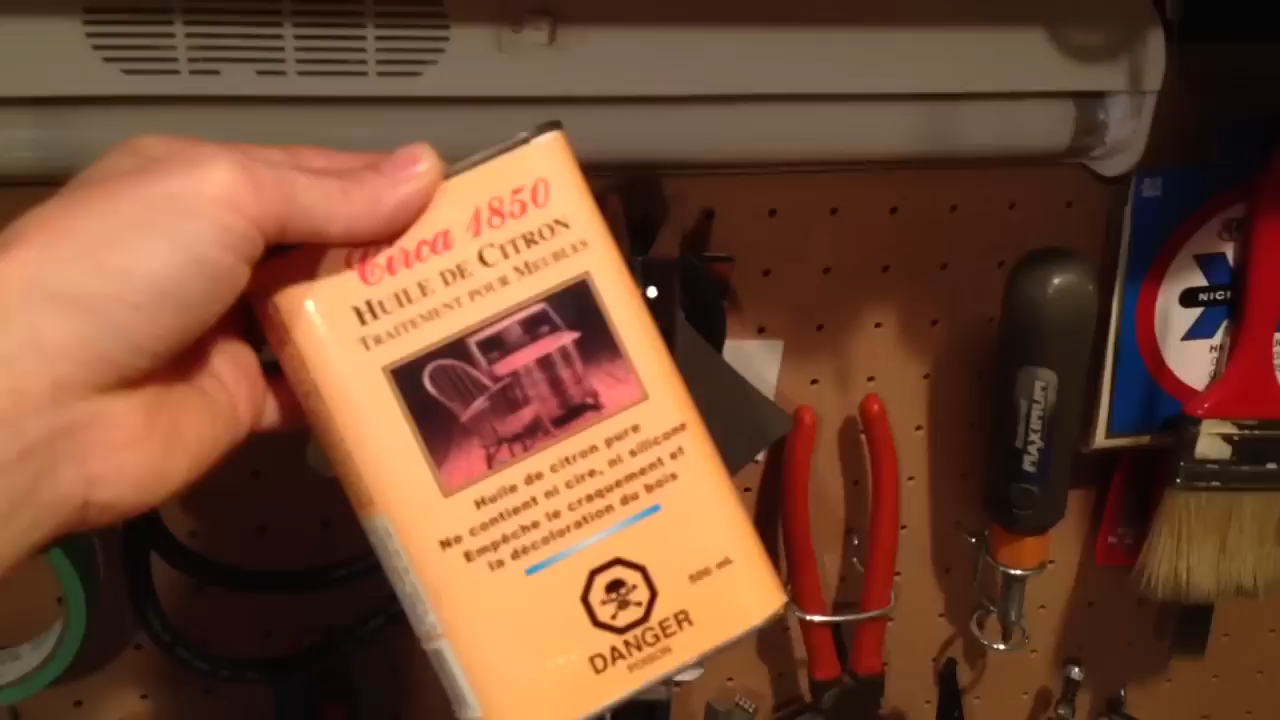 Circa 1850
HUILE DE CITRON
TRAITEMENT POUR MEUBLES
Huile de citron pure
Ne contient ni cire, ni silicone
Empêche le craquement et
la décoloration du bois
500 mL
DANGER
POISON
MAXIMUM
NICH